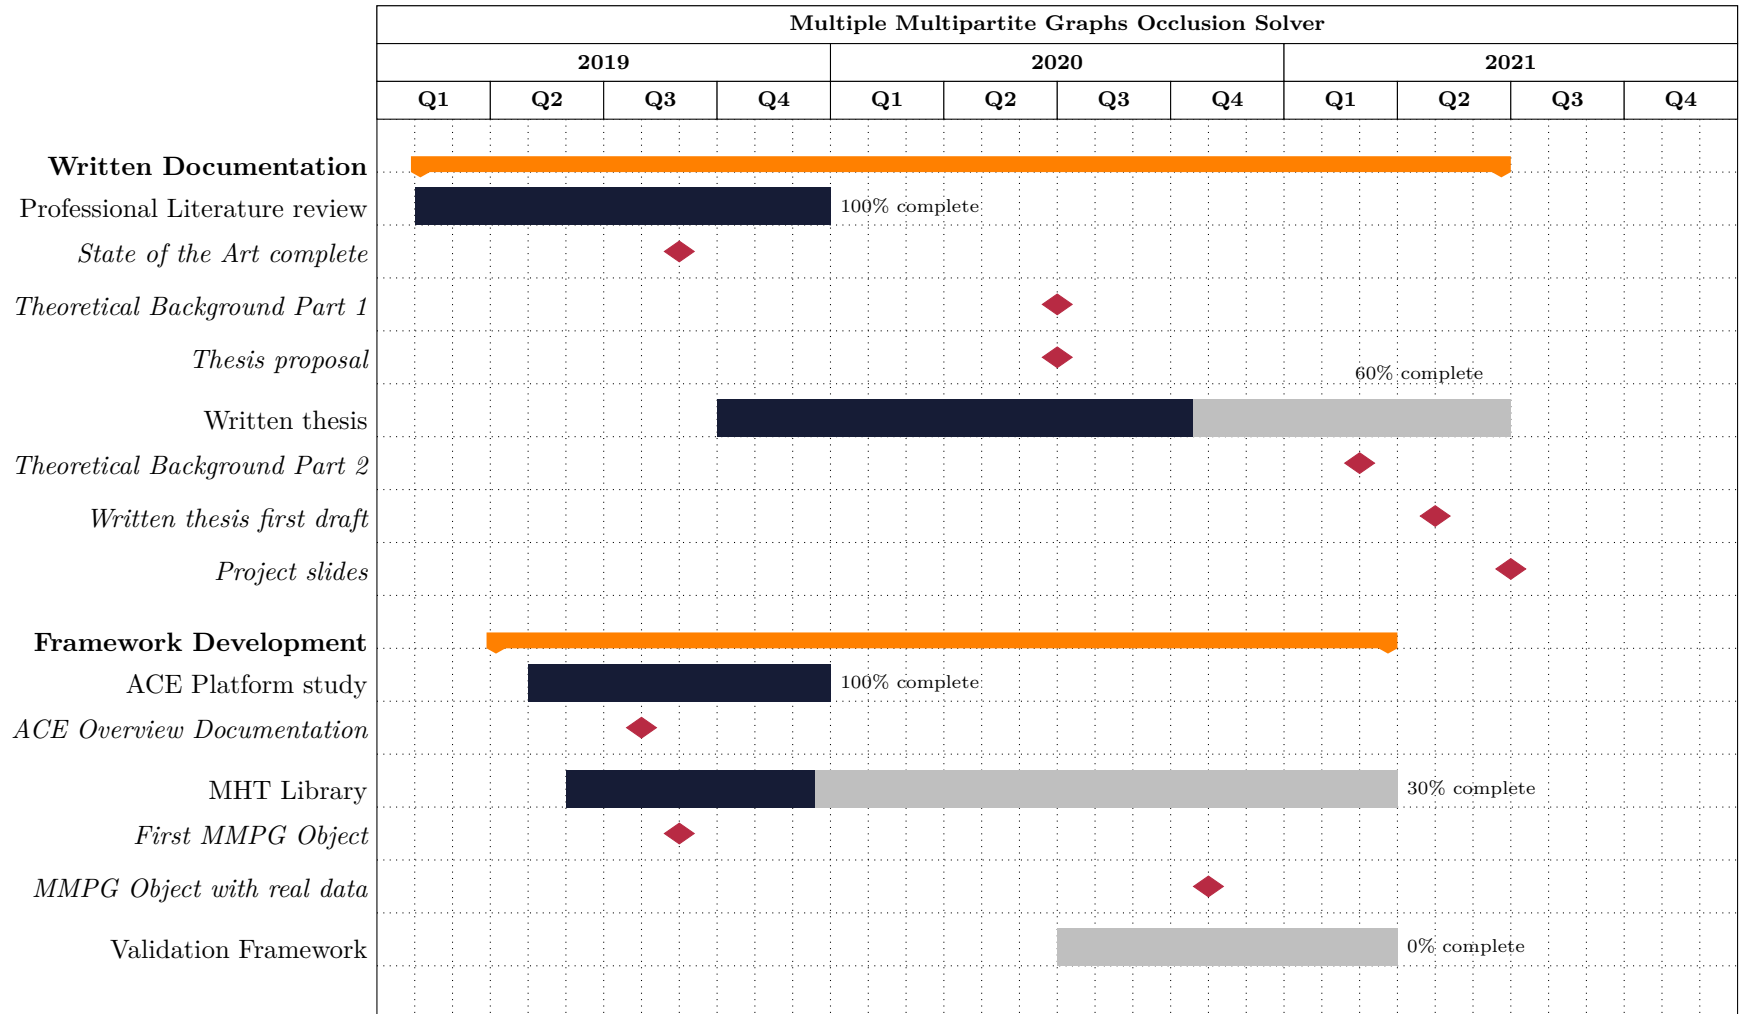 Multiple Multipartite Graphs Occlusion Solver
2019 2020 2021
Q1 Q2 Q3 Q4 Q1 Q2 Q3 Q4 Q1 Q2 Q3 Q4
Written Documentation
Professional Literature review 100% complete
State of the Art complete
Theoretical Background Part 1
Thesis proposal
60% complete
Written thesis
Theoretical Background Part 2
Written thesis first draft
Project slides
Framework Development
ACE Platform study 100% complete
ACE Overview Documentation
MHT Library 30% complete
First MMPG Object
MMPG Object with real data
Validation Framework 0% complete